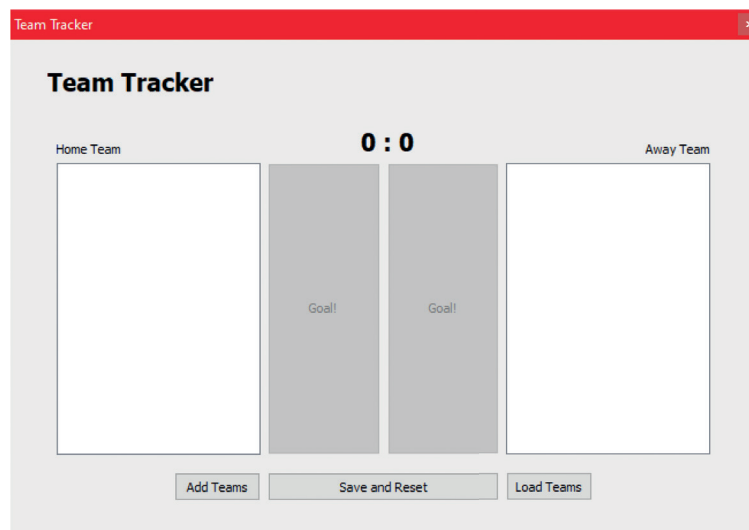 Team Tracker
Team Tracker
Home Team
0 : 0
Away Team
Goal!
Goal!
Add Teams
Save and Reset
Load Teams